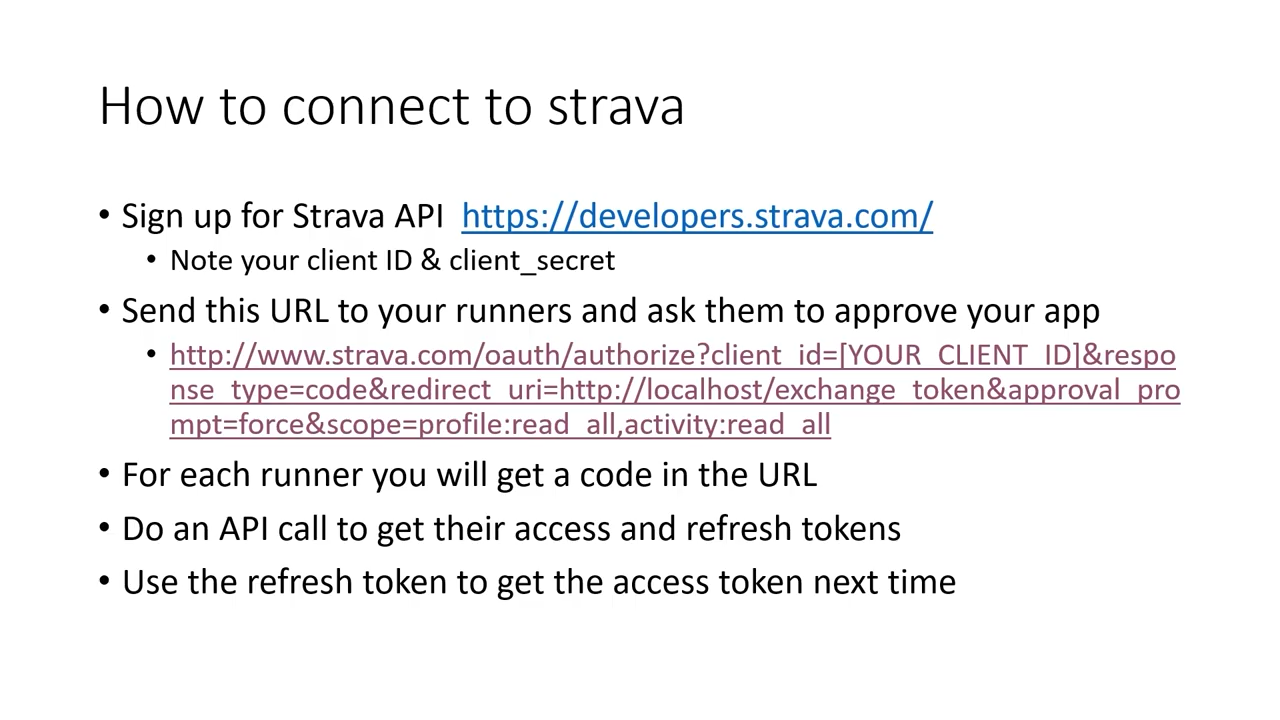 How to connect to strava
• Sign up for Strava API https://developers.strava.com/
• Note your client ID & client_secret
• Send this URL to your runners and ask them to approve your app
• http://www.strava.com/oauth/authorize?client_id=[YOUR_CLIENT_ID]&respo
nse_type=code&redirect_uri=http://localhost/exchange_token&approval_pro
mpt=force&scope=profile:read_all,activity:read_all
• For each runner you will get a code in the URL
• Do an API call to get their access and refresh tokens
• Use the refresh token to get the access token next time